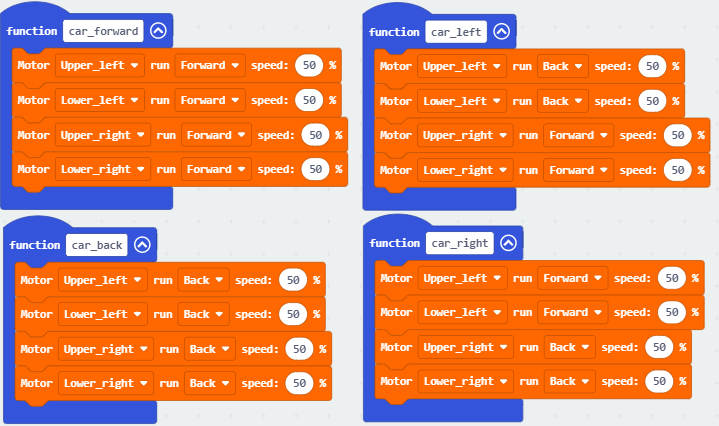 function car_forward
Motor Upper_left run Forward speed: 50 %
Motor Lower_left run Forward speed: 50 %
Motor Upper_right run Forward speed: 50 %
Motor Lower_right run Forward speed: 50 %
function car_left
Motor Upper_left run Back speed: 50 %
Motor Lower_left run Back speed: 50 %
Motor Upper_right run Forward speed: 50 %
Motor Lower_right run Forward speed: 50 %
function car_back
Motor Upper_left run Back speed: 50 %
Motor Lower_left run Back speed: 50 %
Motor Upper_right run Back speed: 50 %
Motor Lower_right run Back speed: 50 %
function car_right
Motor Upper_left run Forward speed: 50 %
Motor Lower_left run Forward speed: 50 %
Motor Upper_right run Back speed: 50 %
Motor Lower_right run Back speed: 50 %